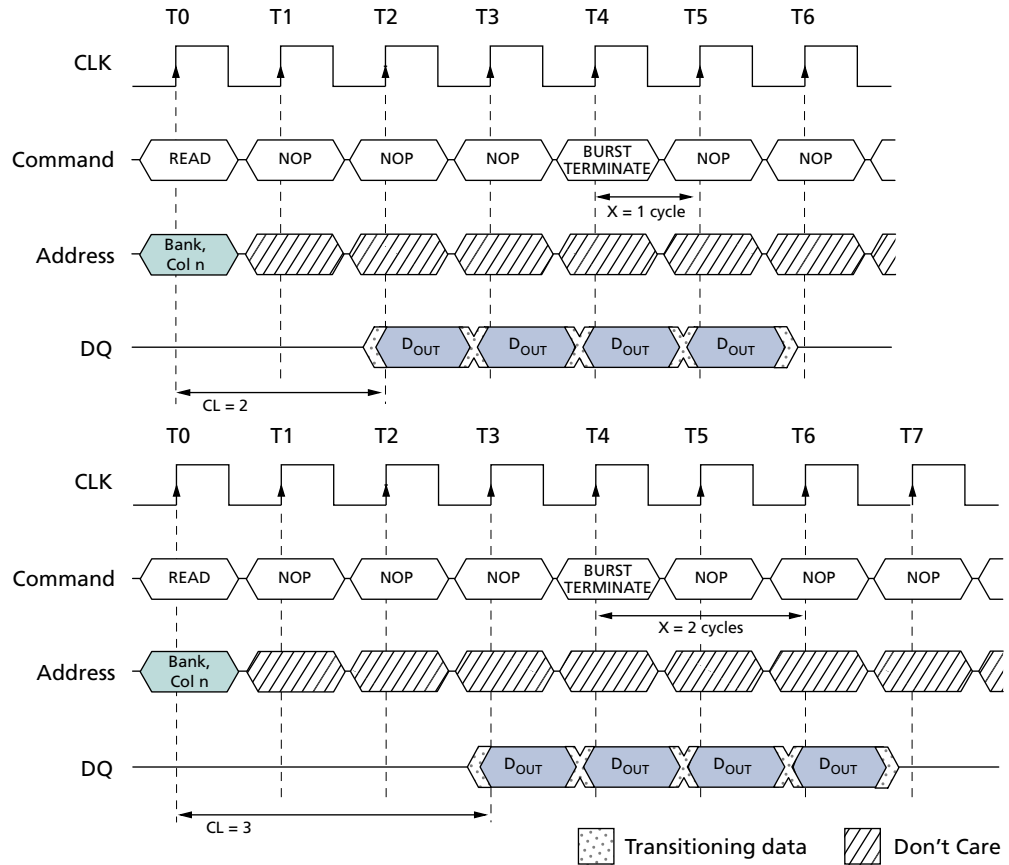 T0 T1 T2 T3 T4 T5 T6
CLK
Command READ NOP NOP NOP BURST TERMINATE NOP NOP
X = 1 cycle
Address Bank, Col n
DQ DOUT DOUT DOUT DOUT
CL = 2
T0 T1 T2 T3 T4 T5 T6 T7
CLK
Command READ NOP NOP NOP BURST TERMINATE NOP NOP NOP
X = 2 cycles
Address Bank, Col n
DQ DOUT DOUT DOUT DOUT
CL = 3
Transitioning data Don't Care